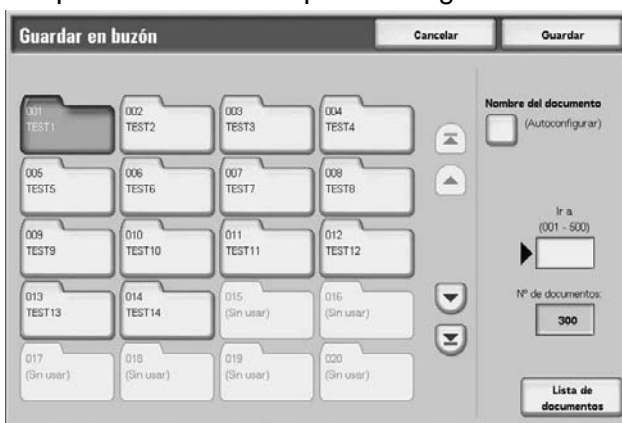 Guardar en buzón
Cancelar
Guardar
001
TEST1
002
TEST2
003
TEST3
004
TEST4
005
TEST5
006
TEST6
007
TEST7
008
TEST8
009
TEST9
010
TEST10
011
TEST11
012
TEST12
013
TEST13
014
TEST14
015
(Sin usar)
016
(Sin usar)
017
(Sin usar)
018
(Sin usar)
019
(Sin usar)
020
(Sin usar)
Nombre del documento
(Autoconfigurar)
Ir a
(001 - 500)
Nº de documentos:
300
Lista de
documentos